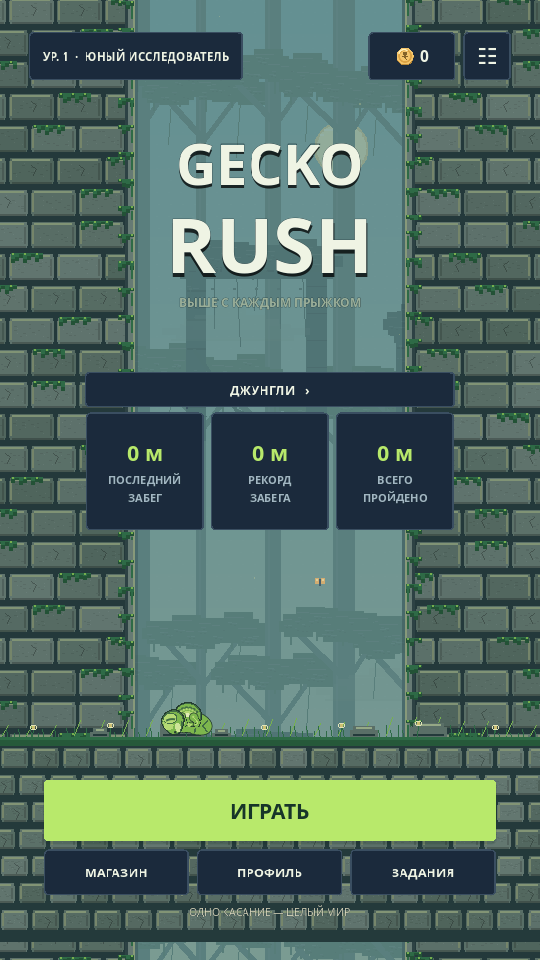 УР. 1 · ЮНЫЙ ИССЛЕДОВАТЕЛЬ
0
GECKO
RUSH
ВЫШЕ С КАЖДЫМ ПРЫЖКОМ
ДЖУНГЛИ ›
0 м
ПОСЛЕДНИЙ
ЗАБЕГ
0 м
РЕКОРД
ЗАБЕГА
0 м
ВСЕГО
ПРОЙДЕНО
ИГРАТЬ
МАГАЗИН
ПРОФИЛЬ
ЗАДАНИЯ
ОДНО КАСАНИЕ — ЦЕЛЫЙ МИР